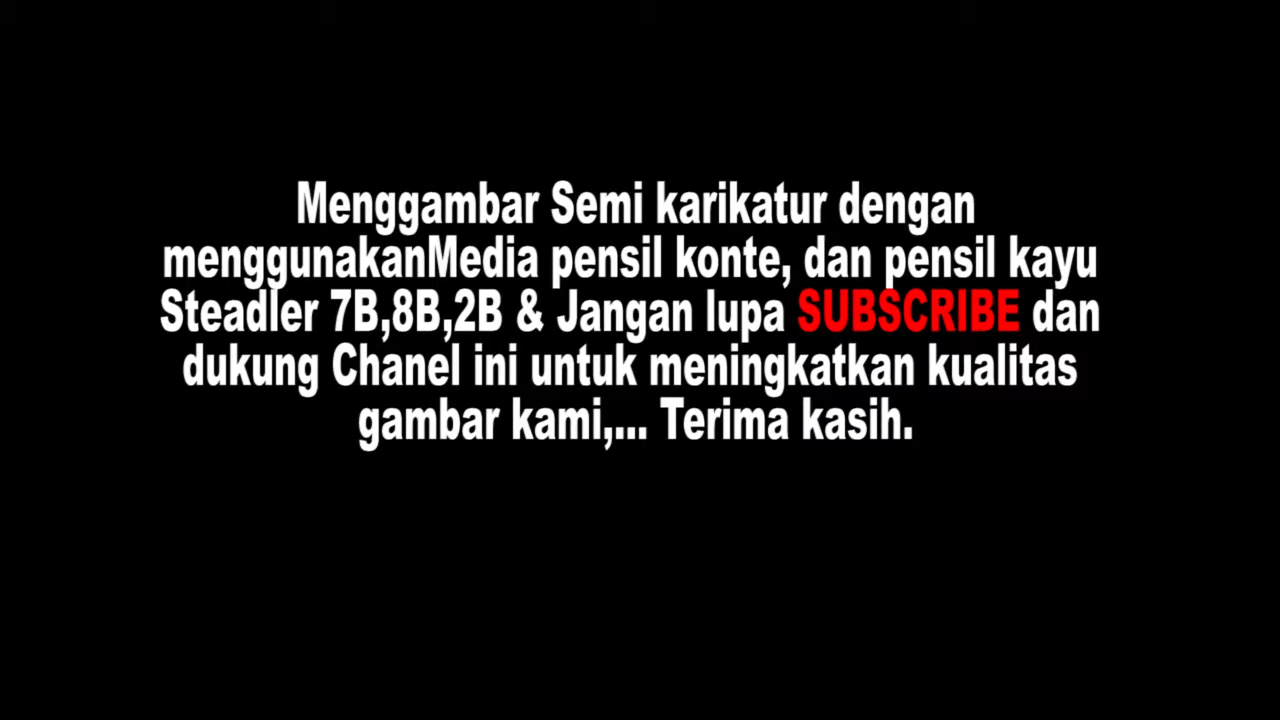 Menggambar Semi karikatur dengan
menggunakanMedia pensil konte, dan pensil kayu
Steadler 7B,8B,2B & Jangan lupa SUBSCRIBE dan
dukung Chanel ini untuk meningkatkan kualitas
gambar kami,... Terima kasih.